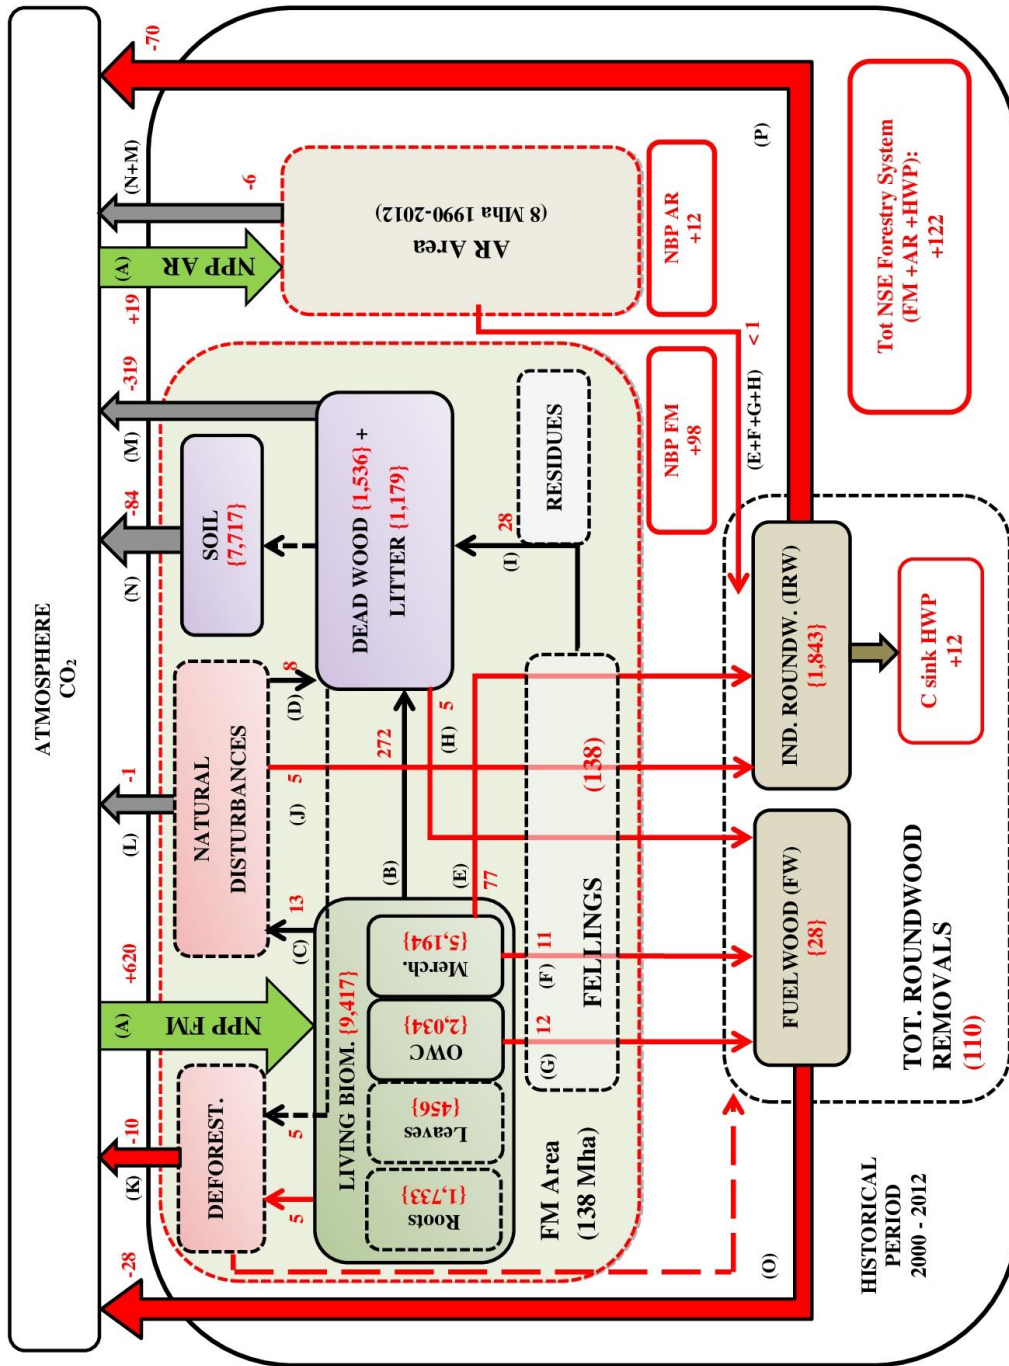 ATMOSPHERE
CO₂
-28
(K)
-10
(A)
+620
(L)
-1
(N)
-84
(M)
-319
+19
(A)
(N+M)
-70
NPP FM
NPP AR
-6
DEFOREST.
NATURAL
DISTURBANCES
SOIL
{7,717}
5
5
(C)
13
(J)
5
(D)
8
LIVING BIOM. {9,417}
Roots
{1,733}
Leaves
{456}
OWC
{2,034}
Merch.
{5,194}
(B)
272
DEAD WOOD {1,536} +
LITTER {1,179}
AR Area
(8 Mha 1990-2012)
(E)
77
(H)
5
(I)
28
RESIDUES
(G)
12
(F)
11
FELLINGS
(138)
FM Area
(138 Mha)
NBP FM
+98
NBP AR
+12
(E+F+G+H)
< 1
(O)
(P)
FUELWOOD (FW)
{28}
IND. ROUNDW. (IRW)
{1,843}
TOT. ROUNDWOOD
REMOVALS
(110)
C sink HWP
+12
HISTORICAL
PERIOD
2000 - 2012
Tot NSE Forestry System
(FM +AR +HWP):
+122